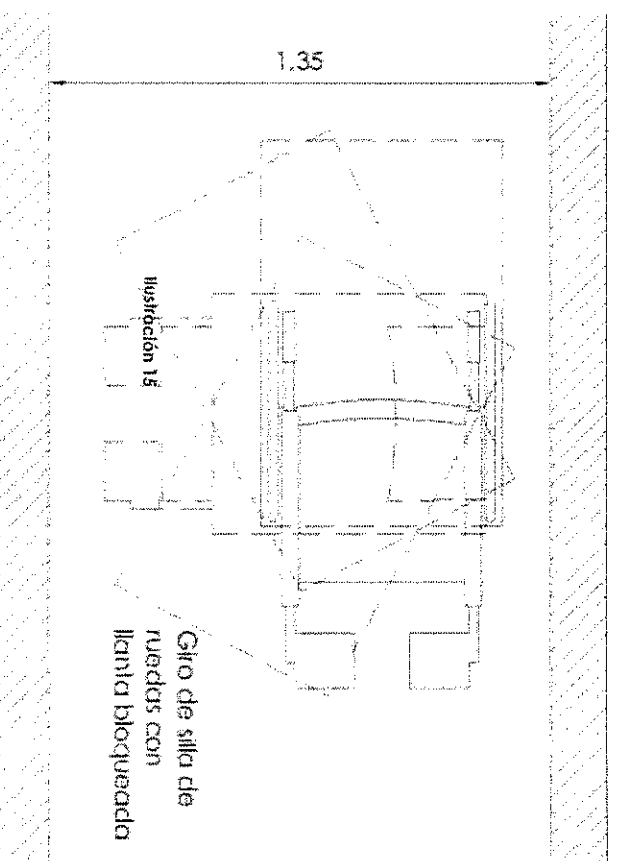 1.35
Ilustración 15
Giro de silla de
ruedas con
llanta bloqueada